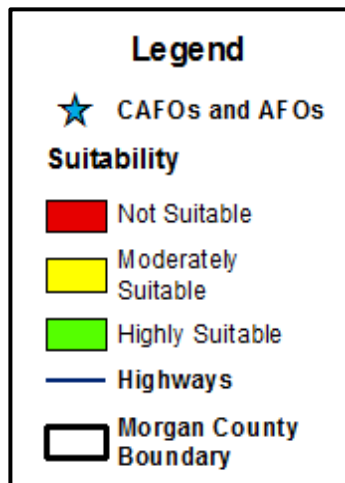 Legend
CAFOs and AFOs
Suitability
Not Suitable
Moderately
Suitable
Highly Suitable
Highways
Morgan County
Boundary